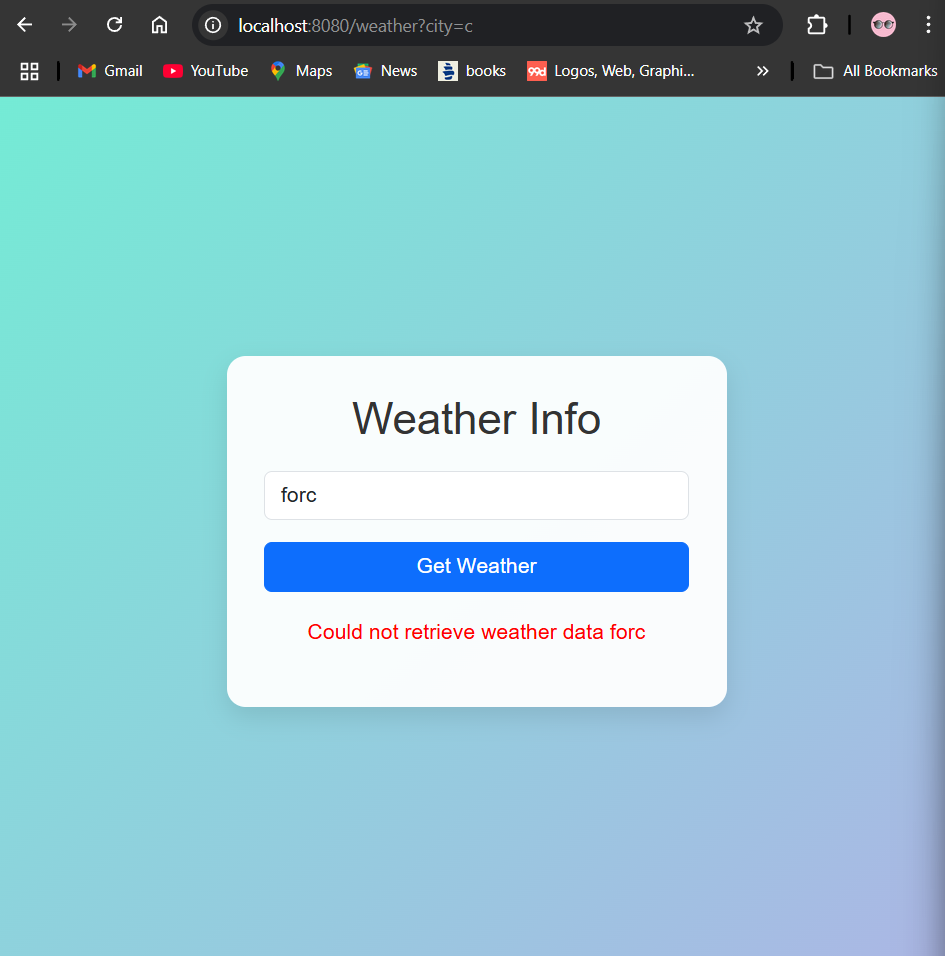 localhost:8080/weather?city=c
Gmail YouTube Maps News books 99d Logos, Web, Graphi... All Bookmarks
Weather Info
forc
Get Weather
Could not retrieve weather data forc